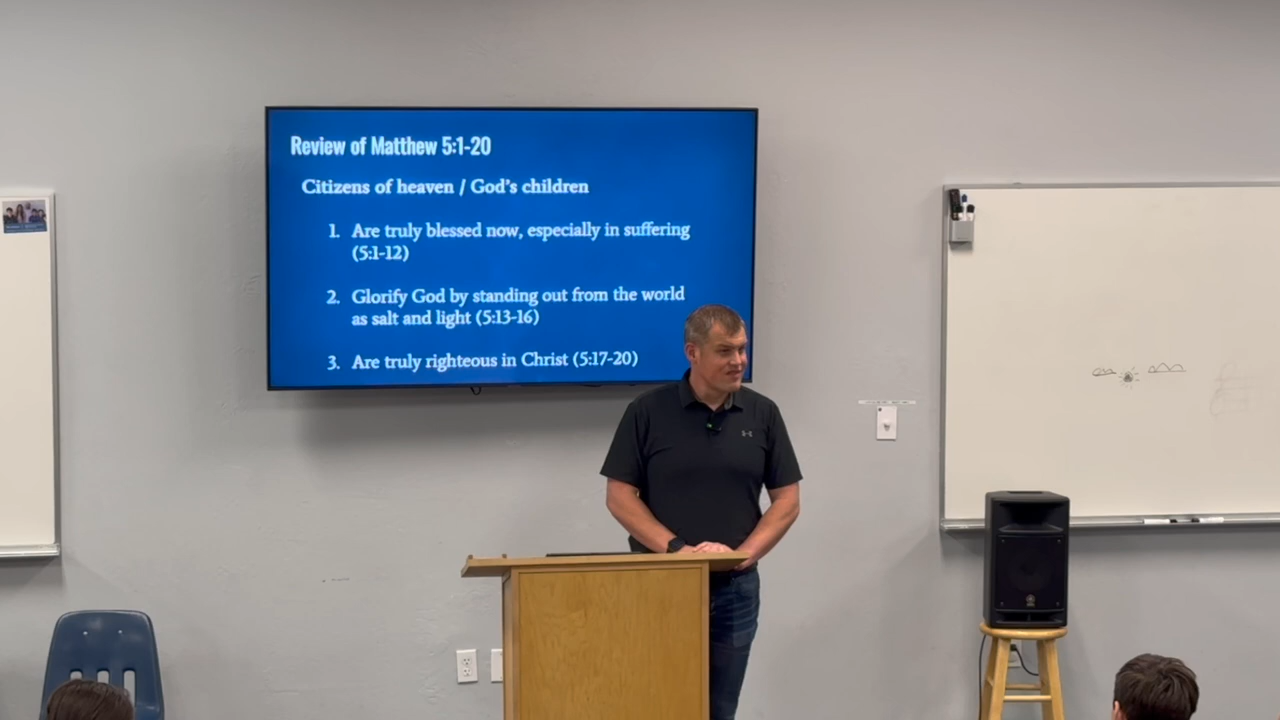 Review of Matthew 5:1-20
Citizens of heaven / God's children
1. Are truly blessed now, especially in suffering
(5:1-12)
2. Glorify God by standing out from the world
as salt and light (5:13-16)
3. Are truly righteous in Christ (5:17-20)